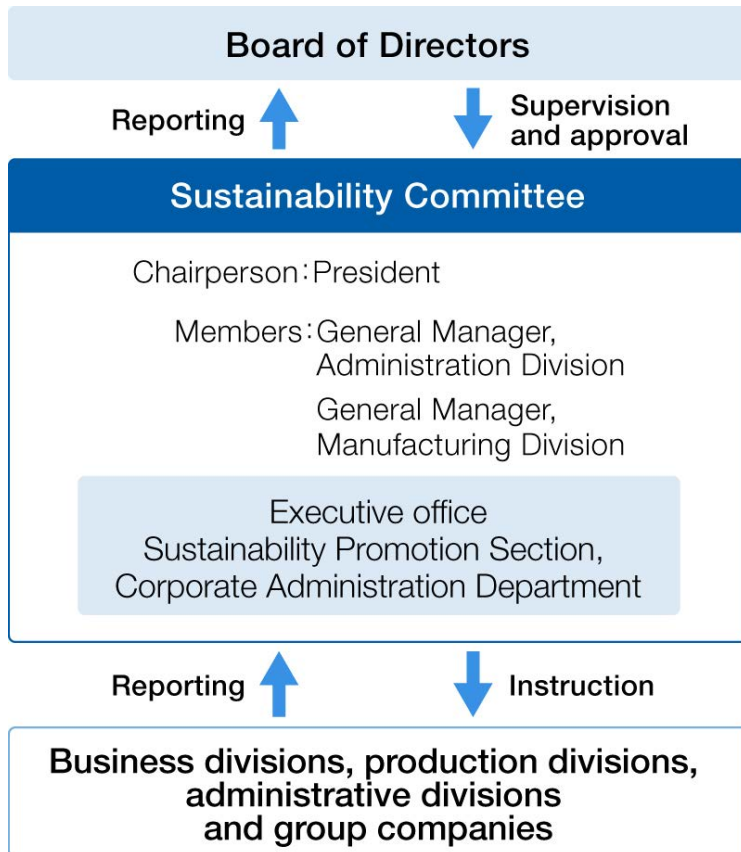 Board of Directors
Reporting
Supervision
and approval
Sustainability Committee
Chairperson:President
Members:General Manager,
Administration Division
General Manager,
Manufacturing Division
Executive office
Sustainability Promotion Section,
Corporate Administration Department
Reporting
Instruction
Business divisions, production divisions,
administrative divisions
and group companies